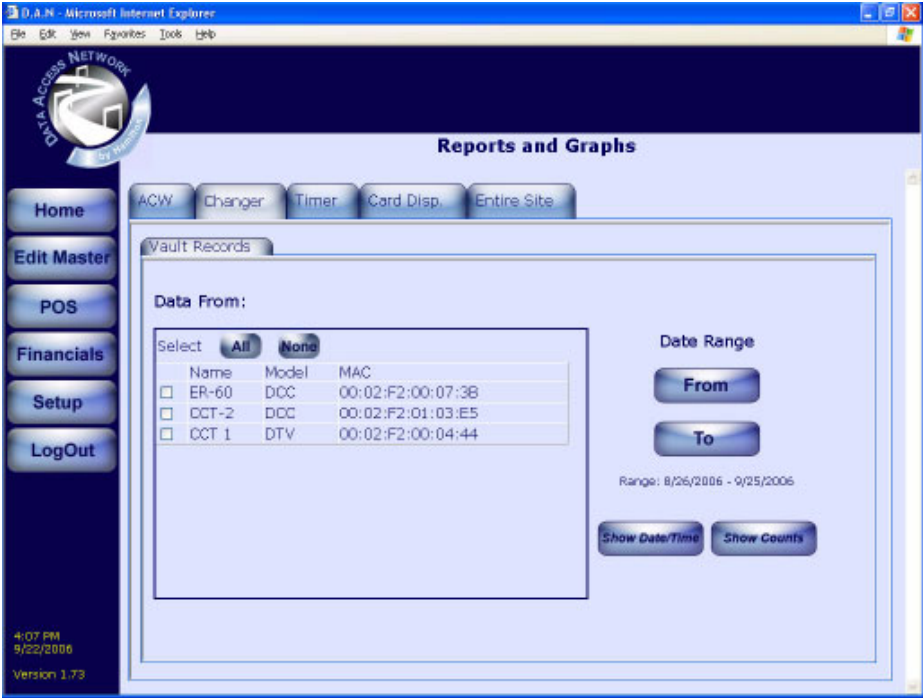 D.A.N - Microsoft Internet Explorer
File Edit View Favorites Tools Help
DATA ACCESS NETWORK
by Hamilton
Reports and Graphs
Home
Edit Master
POS
Financials
Setup
LogOut
ACW Changer Timer Card Disp. Entire Site
Vault Records
Data From:
Select All None
Name Model MAC
ER-60 DCC 00:02:F2:00:07:3B
CCT-2 DCC 00:02:F2:01:03:E5
CCT 1 DTV 00:02:F2:00:04:44
Date Range
From
To
Range: 8/26/2006 - 9/25/2006
Show Date/Time Show Counts
4:07 PM
9/22/2006
Version 1.73